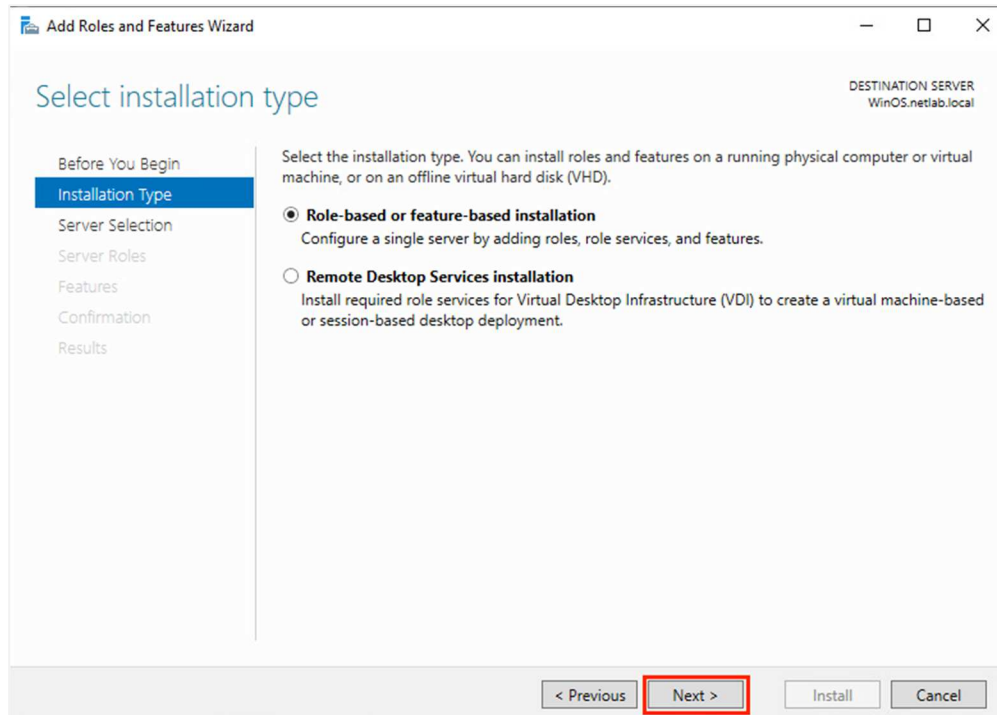 Add Roles and Features Wizard
Select installation type
DESTINATION SERVER
WinOS.netlab.local
Before You Begin
Installation Type
Server Selection
Server Roles
Features
Confirmation
Results
Select the installation type. You can install roles and features on a running physical computer or virtual
machine, or on an offline virtual hard disk (VHD).
Role-based or feature-based installation
Configure a single server by adding roles, role services, and features.
Remote Desktop Services installation
Install required role services for Virtual Desktop Infrastructure (VDI) to create a virtual machine-based
or session-based desktop deployment.
< Previous Next > Install Cancel